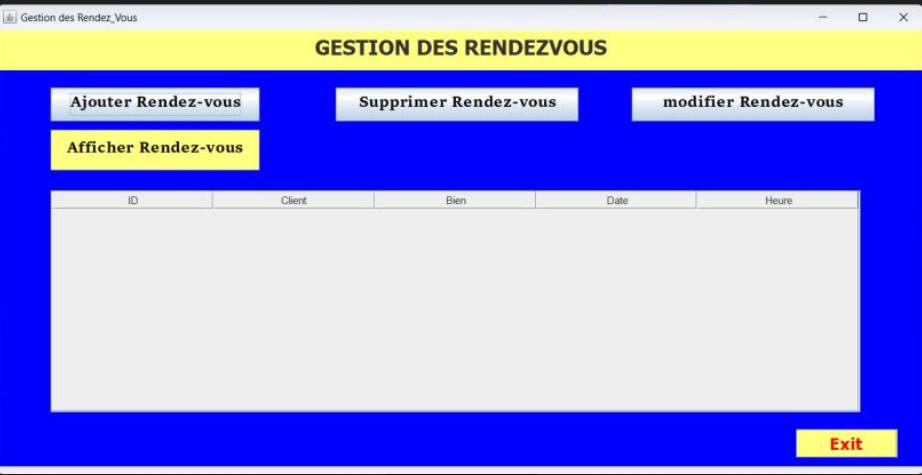 Gestion des Rendez_Vous
GESTION DES RENDEZVOUS
Ajouter Rendez-vous
Supprimer Rendez-vous
modifier Rendez-vous
Afficher Rendez-vous
ID Client Bien Date Heure
Exit